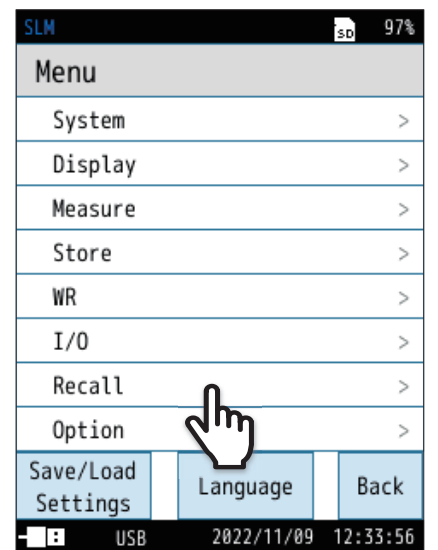 SLM SD 97%
Menu
System >
Display >
Measure >
Store >
WR >
I/O >
Recall >
Option >
Save/Load
Settings
Language
Back
USB 2022/11/09 12:33:56